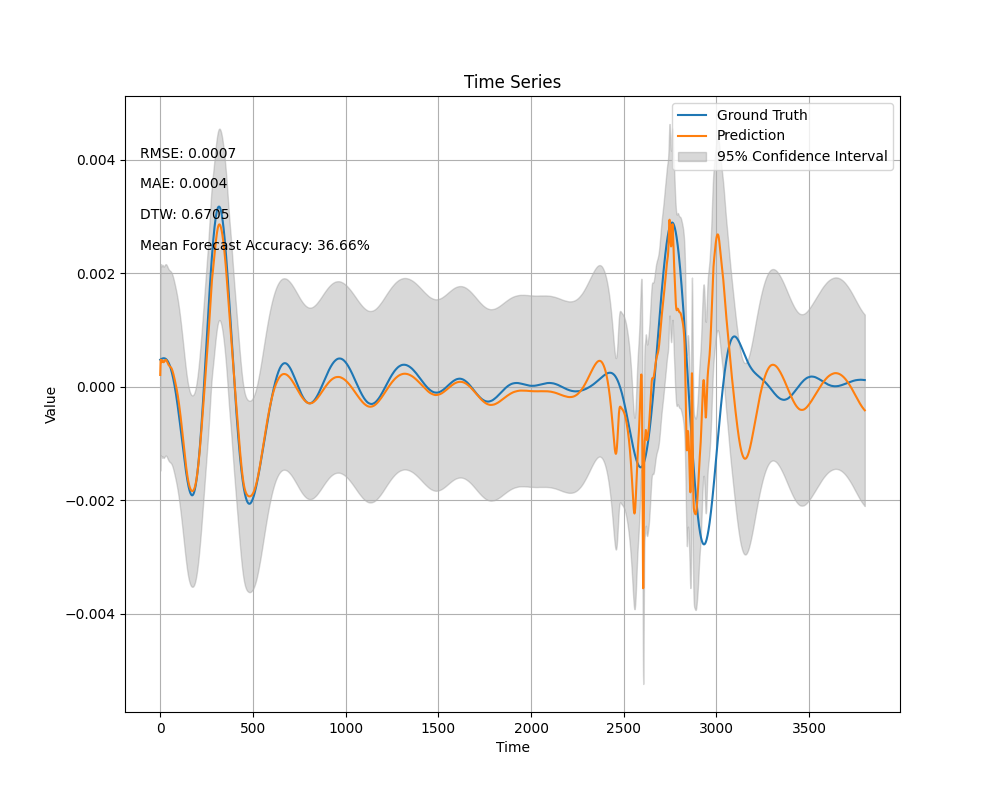 Time Series
Ground Truth
Prediction
95% Confidence Interval
RMSE: 0.0007
MAE: 0.0004
DTW: 0.6705
Mean Forecast Accuracy: 36.66%
0.004
0.002
0.000
−0.002
−0.004
Value
0 500 1000 1500 2000 2500 3000 3500
Time